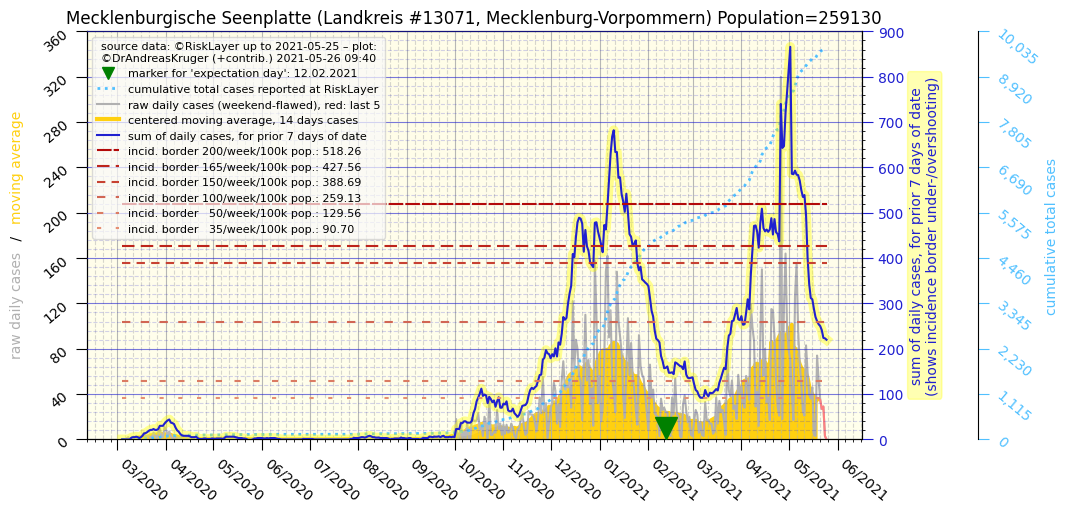 Mecklenburgische Seenplatte (Landkreis #13071, Mecklenburg-Vorpommern) Population=259130
source data: ©RiskLayer up to 2021-05-25 – plot:
©DrAndreasKruger (+contrib.) 2021-05-26 09:40
marker for 'expectation day': 12.02.2021
cumulative total cases reported at RiskLayer
raw daily cases (weekend-flawed), red: last 5
centered moving average, 14 days
sum of daily cases, for prior 7 days of date
incid. border 200/week/100k pop.: 518.26
incid. border 165/week/100k pop.: 427.56
incid. border 150/week/100k pop.: 388.69
incid. border 100/week/100k pop.: 259.13
incid. border 50/week/100k pop.: 129.56
incid. border 35/week/100k pop.: 90.70
raw daily cases / moving average
360
320
280
240
200
160
120
80
40
0
03/2020
04/2020
05/2020
06/2020
07/2020
08/2020
09/2020
10/2020
11/2020
12/2020
01/2021
02/2021
03/2021
04/2021
05/2021
06/2021
900
800
700
600
500
400
300
200
100
0
sum of daily cases, for prior 7 days of date
(shows incidence border under-/overshooting)
10,035
8,920
7,805
6,690
5,575
4,460
3,345
2,230
1,115
0
cumulative total cases